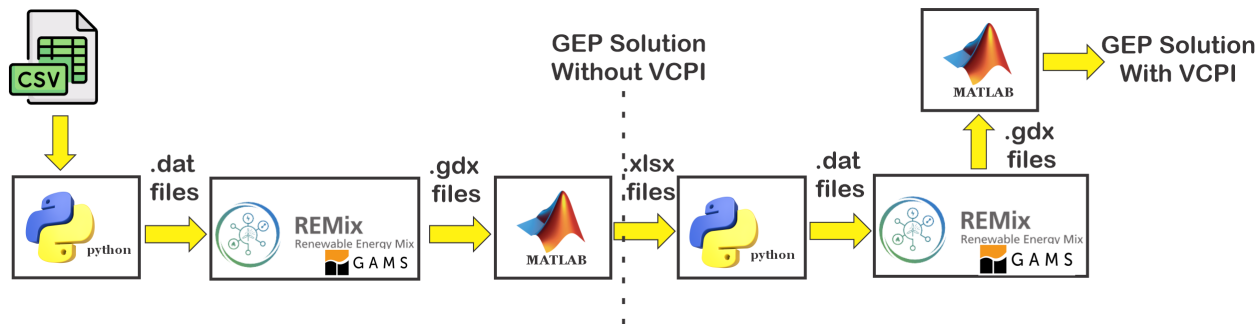 CSV
python
.dat
files
REMix
Renewable Energy Mix
GAMS
.gdx
files
MATLAB
GEP Solution
Without VCPI
.xlsx
files
python
.dat
files
REMix
Renewable Energy Mix
GAMS
.gdx
files
MATLAB
GEP Solution
With VCPI